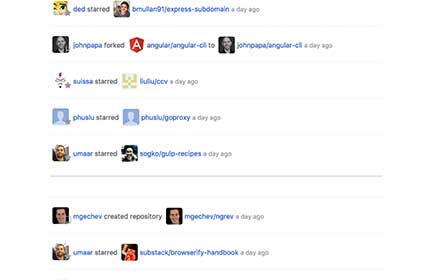 ded starred bmullan91/express-subdomain a day ago
johnpapa forked angular/angular-cli to johnpapa/angular-cli a day ago
suissa starred liuliu/ccv a day ago
phuslu starred phuslu/goproxy a day ago
umaar starred sogko/gulp-recipes a day ago
mgechev created repository mgechev/ngrev a day ago
umaar starred substack/browserify-handbook a day ago